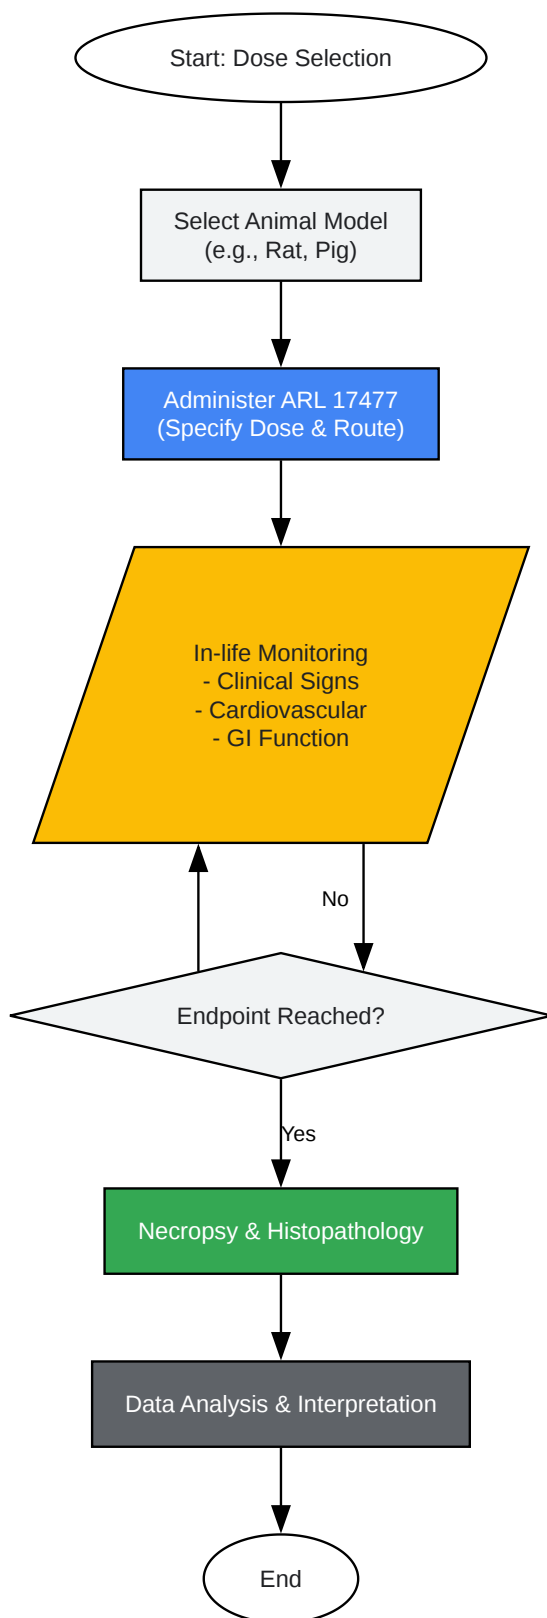 Start: Dose Selection
Select Animal Model
(e.g., Rat, Pig)
Administer ARL 17477
(Specify Dose & Route)
In-life Monitoring
- Clinical Signs
- Cardiovascular
- GI Function
No
Endpoint Reached?
Yes
Necropsy & Histopathology
Data Analysis & Interpretation
End